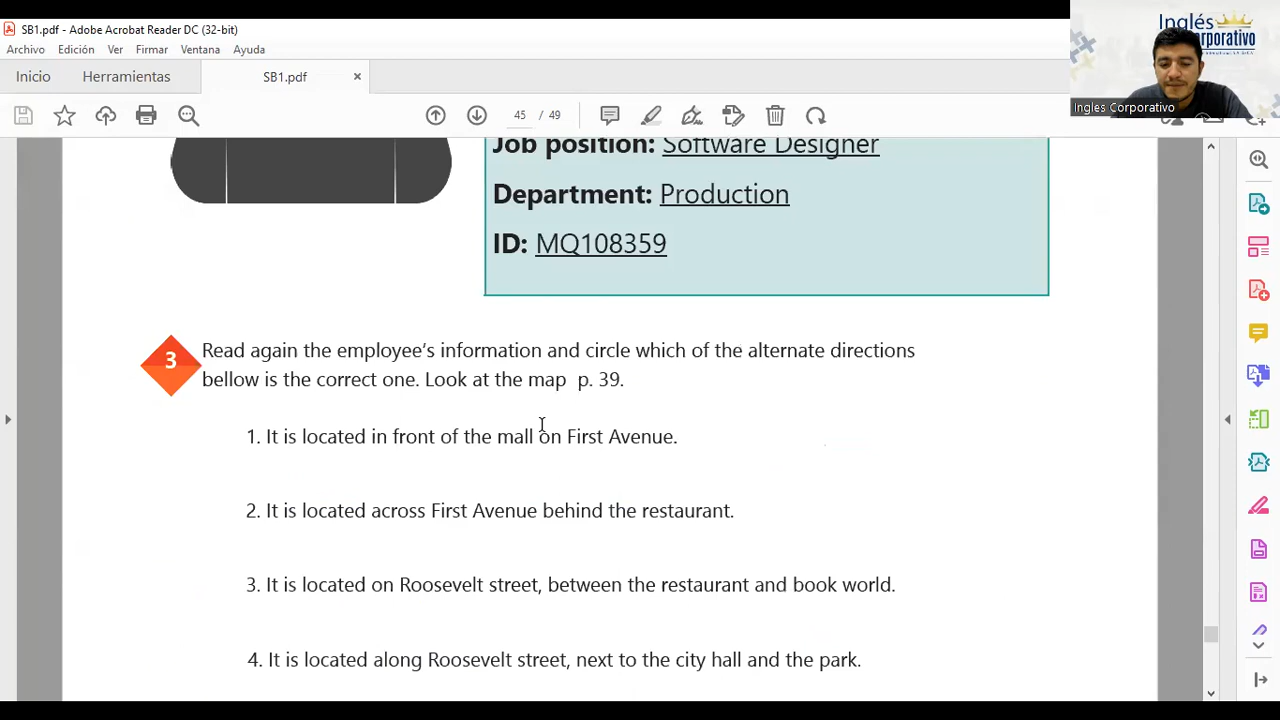 SB1.pdf - Adobe Acrobat Reader DC (32-bit)
Archivo Edición Ver Firmar Ventana Ayuda
Inicio Herramientas SB1.pdf ×
45 / 49
Inglés
Corporativo
Ingles Corporativo
Job position: Software Designer
Department: Production
ID: MQ108359
3 Read again the employee’s information and circle which of the alternate directions
bellow is the correct one. Look at the map p. 39.
1. It is located in front of the mall on First Avenue.
2. It is located across First Avenue behind the restaurant.
3. It is located on Roosevelt street, between the restaurant and book world.
4. It is located along Roosevelt street, next to the city hall and the park.